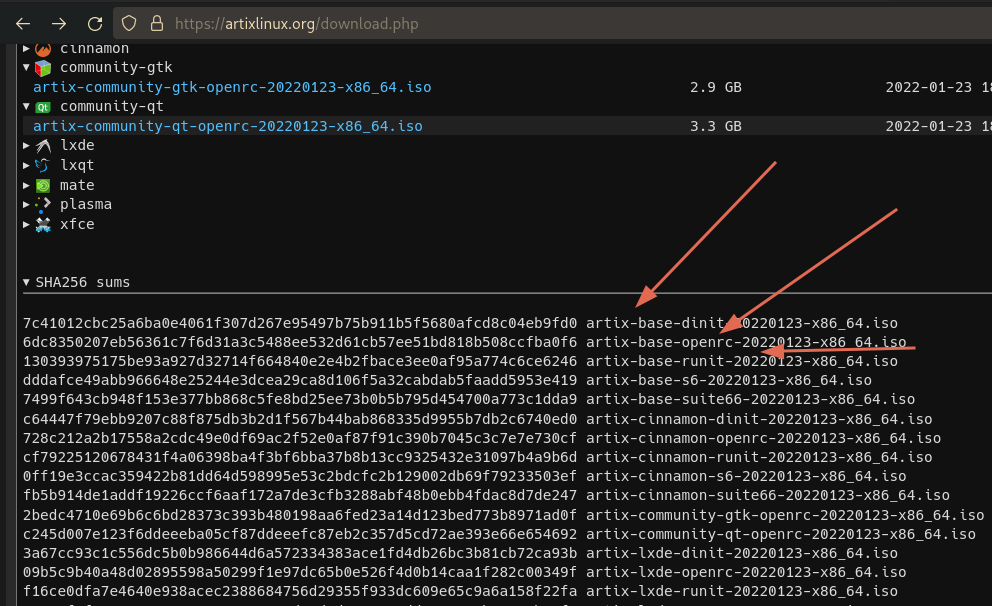 https://artixlinux.org/download.php
cinnamon
community-gtk
artix-community-gtk-openrc-20220123-x86_64.iso 2.9 GB 2022-01-23
Qt community-qt
artix-community-qt-openrc-20220123-x86_64.iso 3.3 GB 2022-01-23
lxde
lxqt
mate
plasma
xfce
SHA256 sums
7c41012cbc25a6ba0e4061f307d267e95497b75b911b5f5680afcd8c04eb9fd0 artix-base-dinit-20220123-x86_64.iso
6dc8350207eb56361c7f6d31a3c5488ee532d61cb57ee51bd818b508ccfba0f6 artix-base-openrc-20220123-x86_64.iso
130393975175be93a927d32714f664840e2e4b2fbace3ee0af95a774c6ce6246 artix-base-runit-20220123-x86_64.iso
dddafce49abb966648e25244e3dcea29ca8d106f5a32cabdab5faadd5953e419 artix-base-s6-20220123-x86_64.iso
7499f643cb948f153e377bb868c5fe8bd25ee73b0b5b795d454700a773c1dda9 artix-base-suite66-20220123-x86_64.iso
c64447f79ebb9207c88f875db3b2d1f567b44bab868335d9955b7db2c6740ed0 artix-cinnamon-dinit-20220123-x86_64.iso
728c212a2b17558a2cdc49e0df69ac2f52e0af87f91c390b7045c3c7e7e730cf artix-cinnamon-openrc-20220123-x86_64.iso
cf79225120678431f4a06398ba4f3bf6bba37b8b13cc9325432e31097b4a9b6d artix-cinnamon-runit-20220123-x86_64.iso
0ff19e3ccac359422b81dd64d598995e53c2bdcfc2b129002db69f79233503ef artix-cinnamon-s6-20220123-x86_64.iso
fb5b914de1addf19226ccf6aaf172a7de3cfb3288abf48b0ebb4fdac8d7de247 artix-cinnamon-suite66-20220123-x86_64.iso
2bedc4710e69b6c6bd28373c393b480198aa6fed23a14d123bed773b8971ad0f artix-community-gtk-openrc-20220123-x86_64.iso
c245d007e123f6ddeeeba05cf87ddeeefc87eb2c357d5cd72ae393e66e654692 artix-community-qt-openrc-20220123-x86_64.iso
3a67cc93c1c556dc5b0b986644d6a572334383ace1fd4db26bc3b81cb72ca93b artix-lxde-dinit-20220123-x86_64.iso
09b5c9b40a48d02895598a50299f1e97dc65b0e526f4d0b14caa1f282c00349f artix-lxde-openrc-20220123-x86_64.iso
f16ce0dfa7e4640e938acec2388684756d29355f933dc609e65c9a6a158f22fa artix-lxde-runit-20220123-x86_64.iso